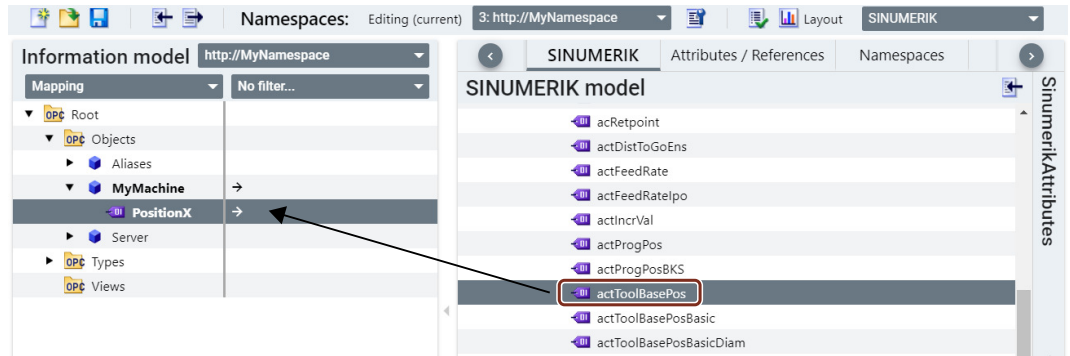 Namespaces: Editing (current) 3: http://MyNamespace Layout SINUMERIK
Information model http://MyNamespace
Mapping No filter...
OPC Root
OPC Objects
Aliases
MyMachine
PositionX
Server
OPC Types
OPC Views
SINUMERIK Attributes / References Namespaces
SINUMERIK model
acRetpoint
actDistToGoEns
actFeedRate
actFeedRateIpo
actIncrVal
actProgPos
actProgPosBKS
actToolBasePos
actToolBasePosBasic
actToolBasePosBasicDiam
SinumerikAttributes